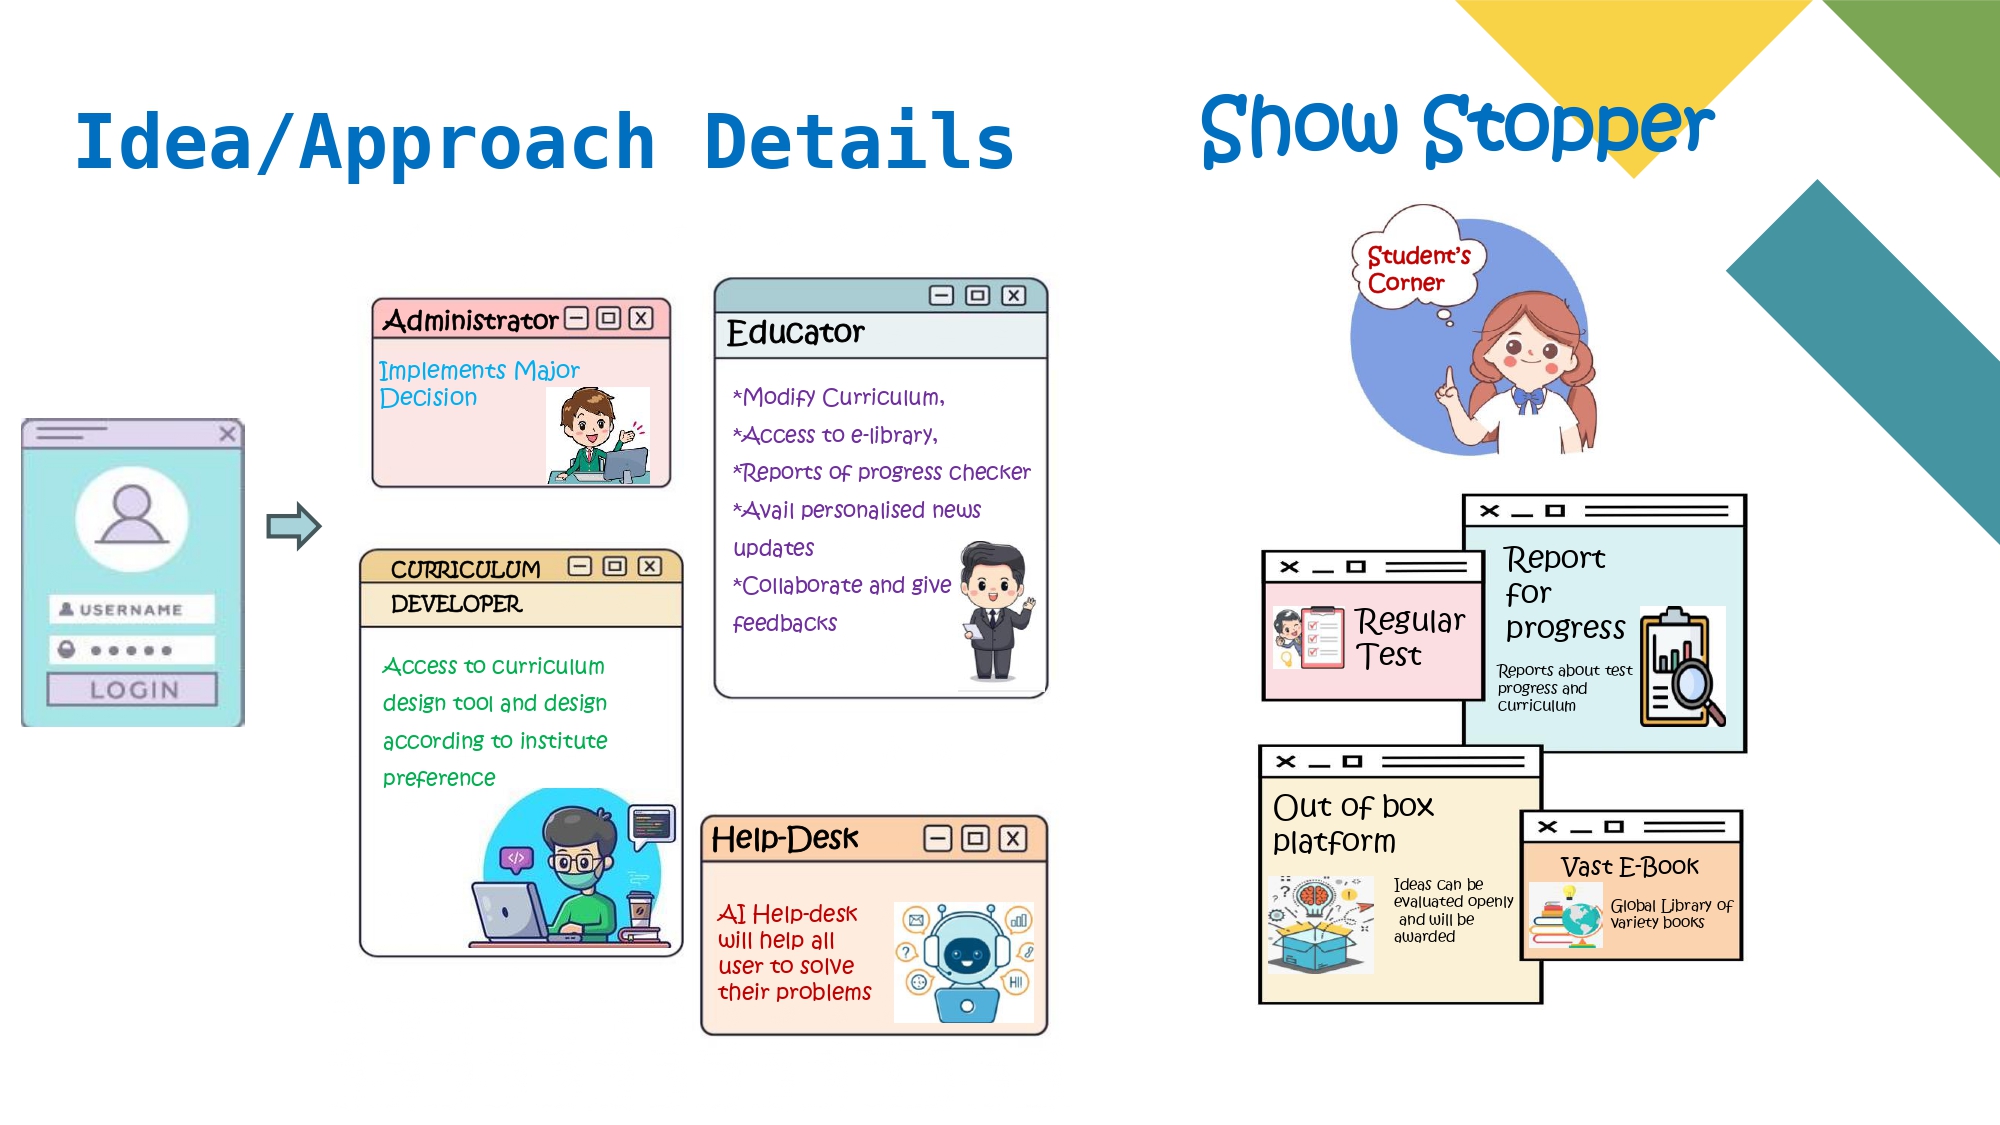 Idea/Approach Details
Show Stopper
Student's
Corner
Administrator
Implements Major
Decision
Educator
*Modify Curriculum,
*Access to e-library,
*Reports of progress checker
*Avail personalised news
updates
*Collaborate and give
feedbacks
USERNAME
LOGIN
CURRICULUM
DEVELOPER
Access to curriculum
design tool and design
according to institute
preference
Help-Desk
AI Help-desk
will help all
user to solve
their problems
HII
Regular
Test
Report
for
progress
Reports about test
progress and
curriculum
Out of box
platform
Ideas can be
evaluated openly
and will be
awarded
Vast E-Book
Global Library of
variety books